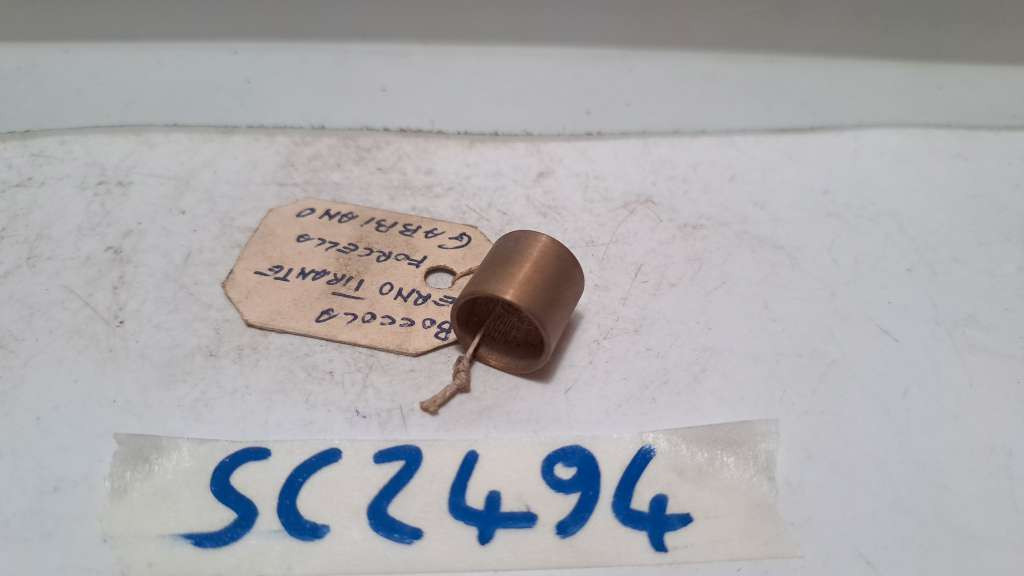 BOCCOLA
ERNO TIRANTE
FORCELLA
GABBIANO
SC2494